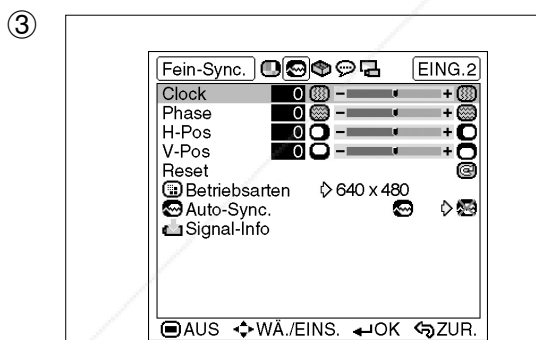 ③
Fein-Sync. EING.2
Clock 0 - +
Phase 0 - +
H-Pos 0 - +
V-Pos 0 - +
Reset
Betriebsarten 640 x 480
Auto-Sync.
Signal-Info
AUS WÄ./EINS. OK ZUR.